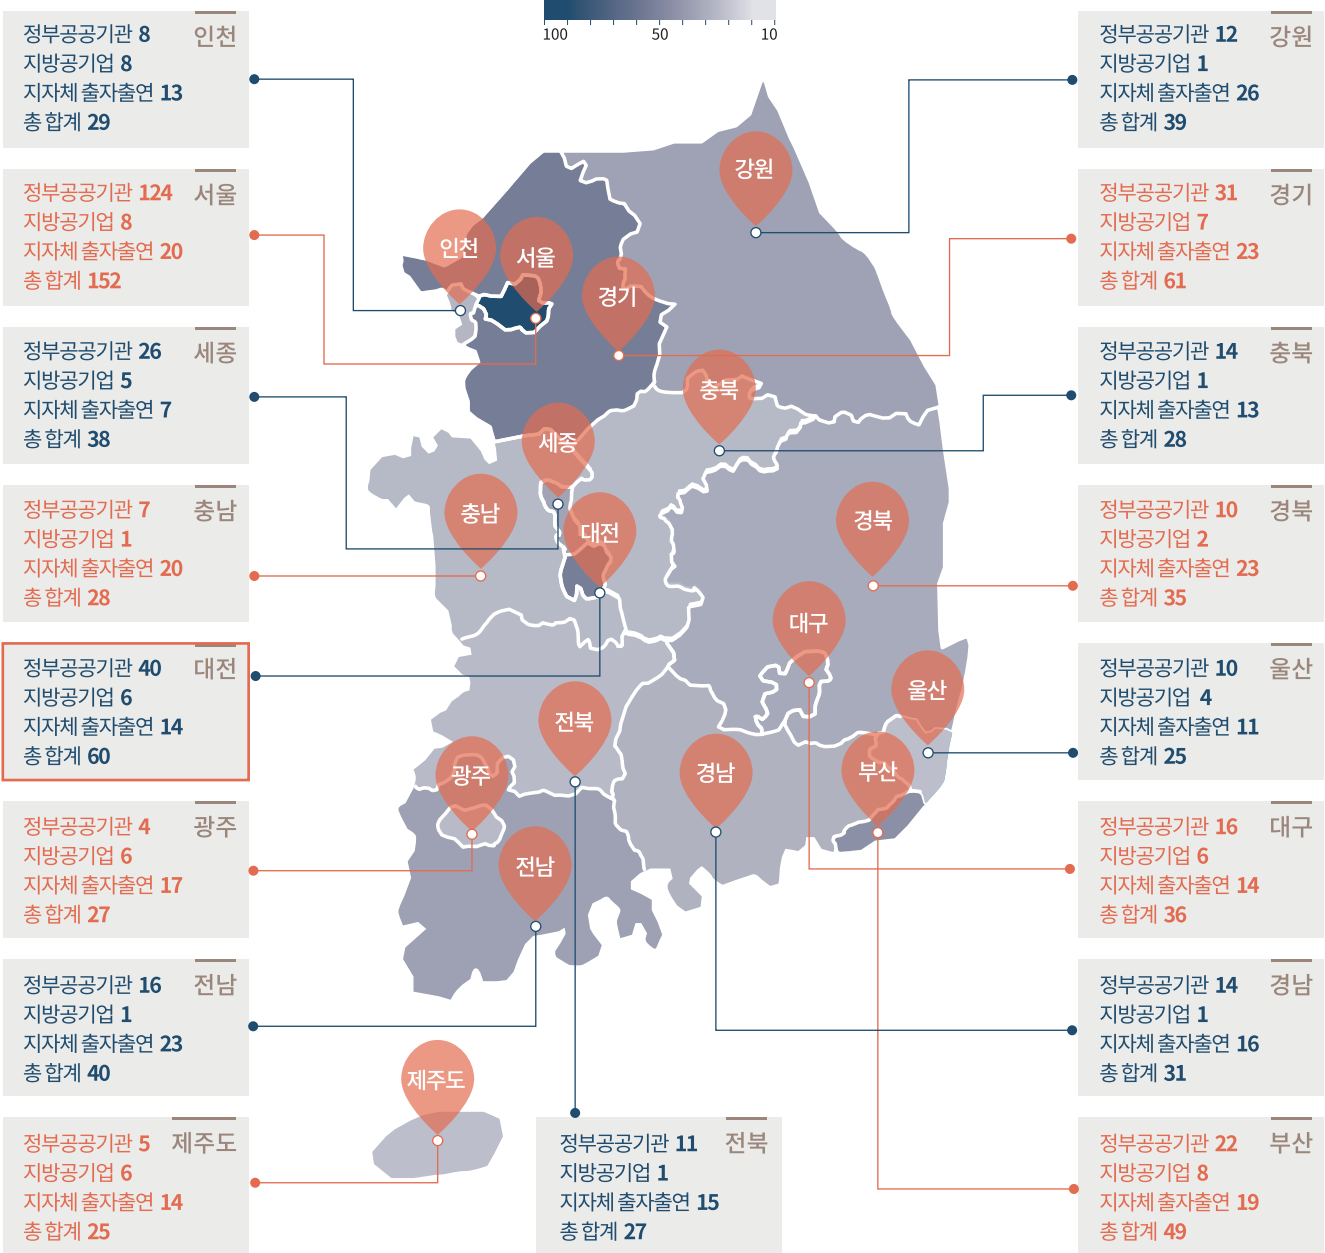 100 50 10
인천
정부공공기관 8
지방공기업 8
지자체 출자출연 13
총 합계 29
서울
정부공공기관 124
지방공기업 8
지자체 출자출연 20
총 합계 152
세종
정부공공기관 26
지방공기업 5
지자체 출자출연 7
총 합계 38
충남
정부공공기관 7
지방공기업 1
지자체 출자출연 20
총 합계 28
대전
정부공공기관 40
지방공기업 6
지자체 출자출연 14
총 합계 60
광주
정부공공기관 4
지방공기업 6
지자체 출자출연 17
총 합계 27
전남
정부공공기관 16
지방공기업 1
지자체 출자출연 23
총 합계 40
제주도
정부공공기관 5
지방공기업 6
지자체 출자출연 14
총 합계 25
강원
인천
서울
경기
충북
세종
충남
대전
경북
대구
울산
전북
광주
경남
부산
전남
제주도
전북
정부공공기관 11
지방공기업 1
지자체 출자출연 15
총 합계 27
강원
정부공공기관 12
지방공기업 1
지자체 출자출연 26
총 합계 39
경기
정부공공기관 31
지방공기업 7
지자체 출자출연 23
총 합계 61
충북
정부공공기관 14
지방공기업 1
지자체 출자출연 13
총 합계 28
경북
정부공공기관 10
지방공기업 2
지자체 출자출연 23
총 합계 35
울산
정부공공기관 10
지방공기업 4
지자체 출자출연 11
총 합계 25
대구
정부공공기관 16
지방공기업 6
지자체 출자출연 14
총 합계 36
경남
정부공공기관 14
지방공기업 1
지자체 출자출연 16
총 합계 31
부산
정부공공기관 22
지방공기업 8
지자체 출자출연 19
총 합계 49